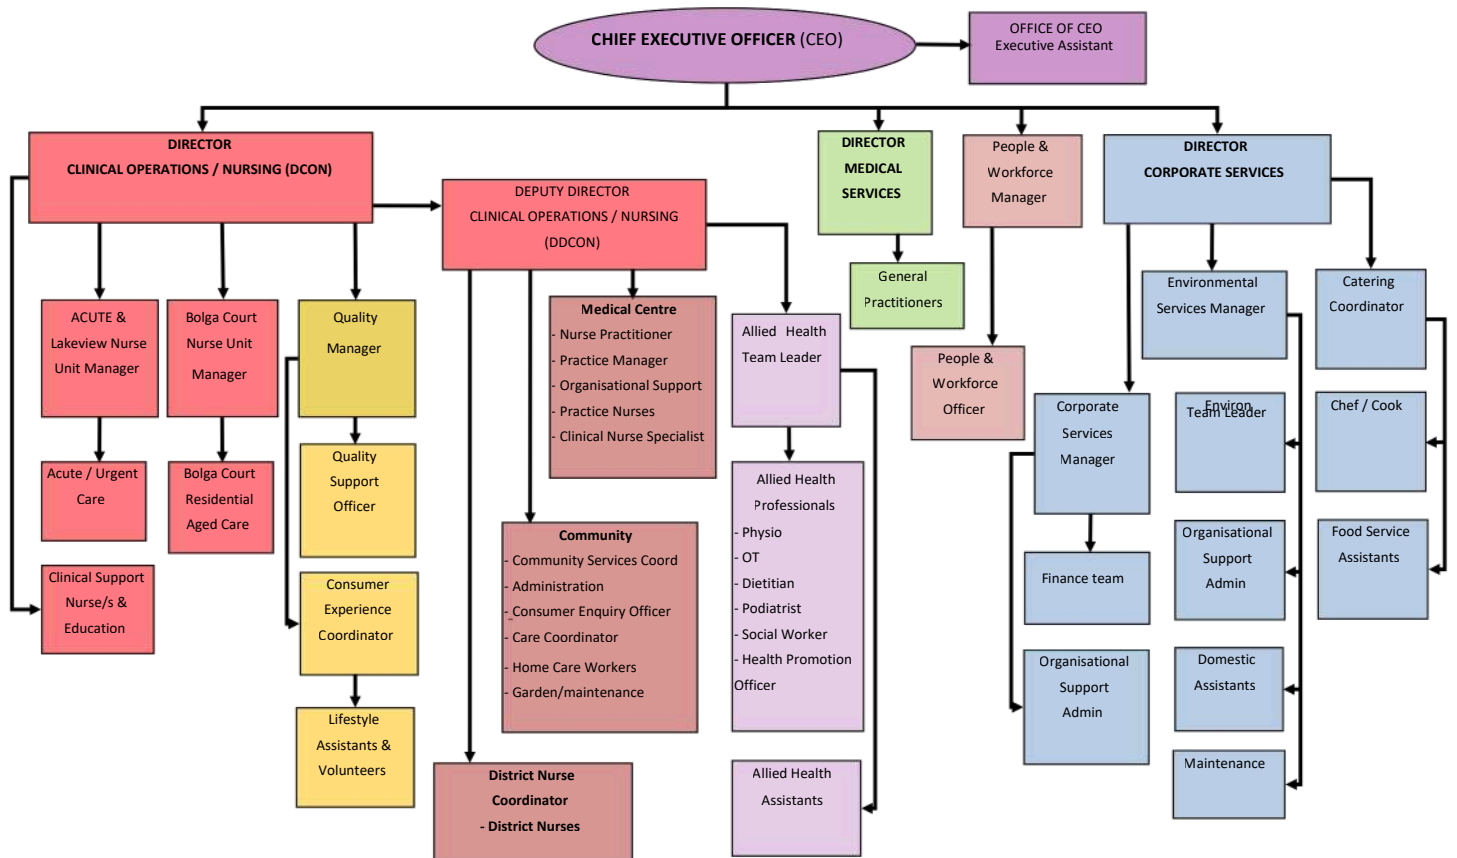 CHIEF EXECUTIVE OFFICER (CEO)
OFFICE OF CEO
Executive Assistant
DIRECTOR
CLINICAL OPERATIONS / NURSING (DCON)
DEPUTY DIRECTOR
CLINICAL OPERATIONS / NURSING
(DDCON)
DIRECTOR
MEDICAL
SERVICES
People &
Workforce
Manager
DIRECTOR
CORPORATE SERVICES
General
Practitioners
Environmental
Services Manager
Catering
Coordinator
ACUTE &
Lakeview Nurse
Unit Manager
Bolga Court
Nurse Unit
Manager
Quality
Manager
Medical Centre
- Nurse Practitioner
- Practice Manager
- Organisational Support
- Practice Nurses
- Clinical Nurse Specialist
Allied Health
Team Leader
People &
Workforce
Officer
Corporate
Services
Manager
Environ
Team Leader
Chef / Cook
Acute / Urgent
Care
Bolga Court
Residential
Aged Care
Quality
Support
Officer
Allied Health
Professionals
- Physio
- OT
- Dietitian
- Podiatrist
- Social Worker
- Health Promotion
Officer
Community
- Community Services Coord
- Administration
- Consumer Enquiry Officer
- Care Coordinator
- Home Care Workers
- Garden/maintenance
Finance team
Organisational
Support
Admin
Food Service
Assistants
Clinical Support
Nurse/s &
Education
Consumer
Experience
Coordinator
Organisational
Support
Admin
Domestic
Assistants
Lifestyle
Assistants &
Volunteers
District Nurse
Coordinator
- District Nurses
Allied Health
Assistants
Maintenance